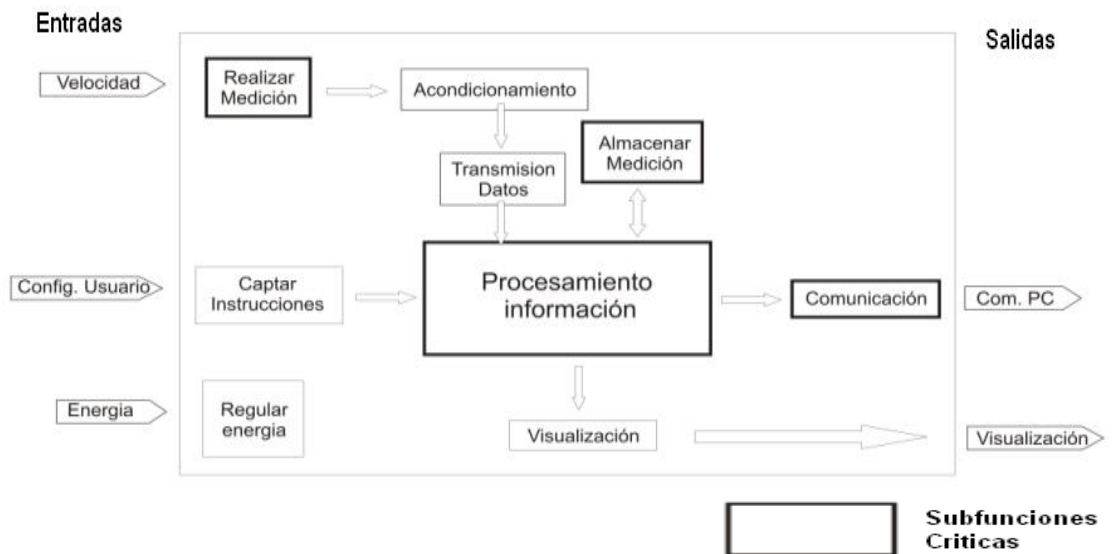 Entradas
Salidas
Velocidad
Realizar
Medición
Acondicionamiento
Almacenar
Medición
Transmision
Datos
Config. Usuario
Captar
Instrucciones
Procesamiento
información
Comunicación
Com. PC
Energia
Regular
energia
Visualización
Visualización
Subfunciones
Criticas